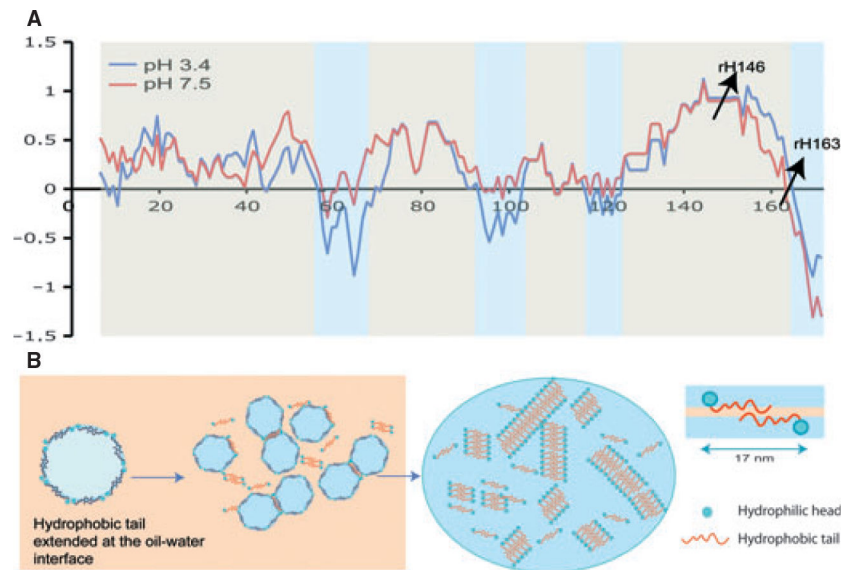 A
1.5
pH 3.4
pH 7.5
rH146
1
0.5
rH163
0
0
20
40
60
80
100
120
140
160
−0.5
−1
−1.5
B
17 nm
Hydrophobic tail
extended at the oil-water
interface
Hydrophilic head
Hydrophobic tail